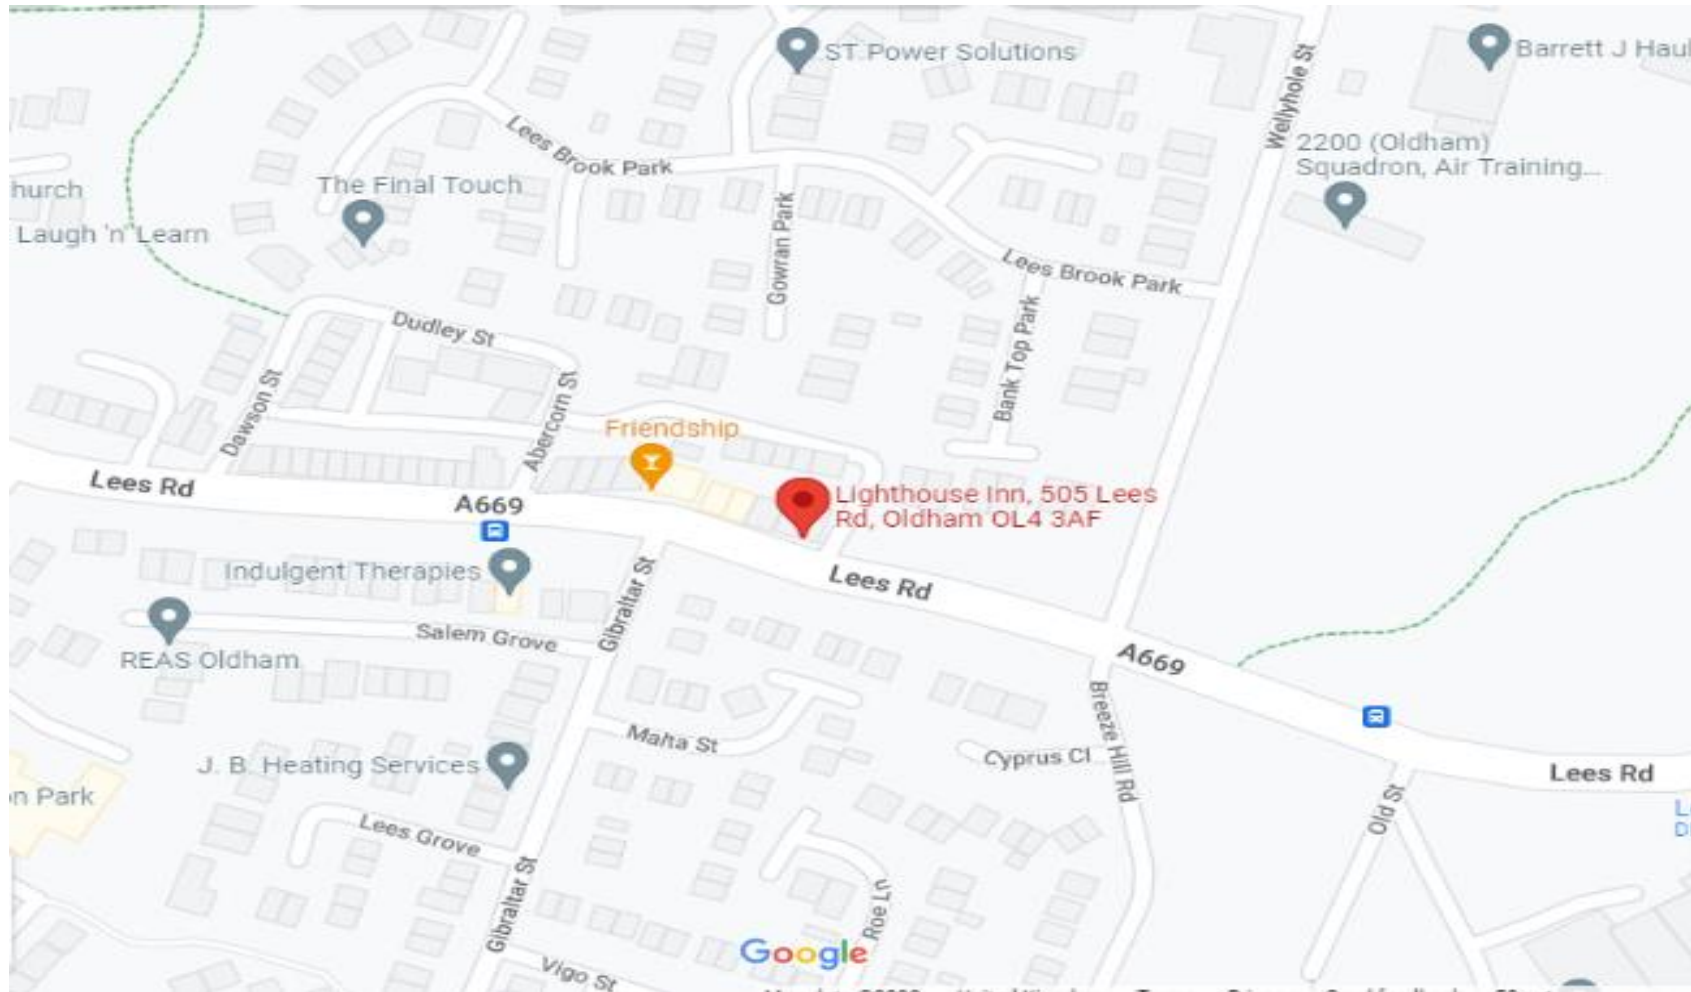 ST Power Solutions
Barrett J Haul
Wellyhole St
2200 (Oldham)
Squadron, Air Training...
Lees Brook Park
The Final Touch
hurch
Laugh 'n' Learn
Gowran Park
Lees Brook Park
Bank Top Park
Dudley St
Dawson St
Abercorn St
Friendship
Lees Rd
A669
Lighthouse Inn, 505 Lees
Rd, Oldham OL4 3AF
Indulgent Therapies
Lees Rd
Gibraltar St
Salem Grove
REAS Oldham
A669
Breeze Hill Rd
Malta St
Cyprus Cl
J. B. Heating Services
Lees Rd
n Park
Old St
Lees Grove
Gibraltar St
Roe Ln
Google
Vigo St